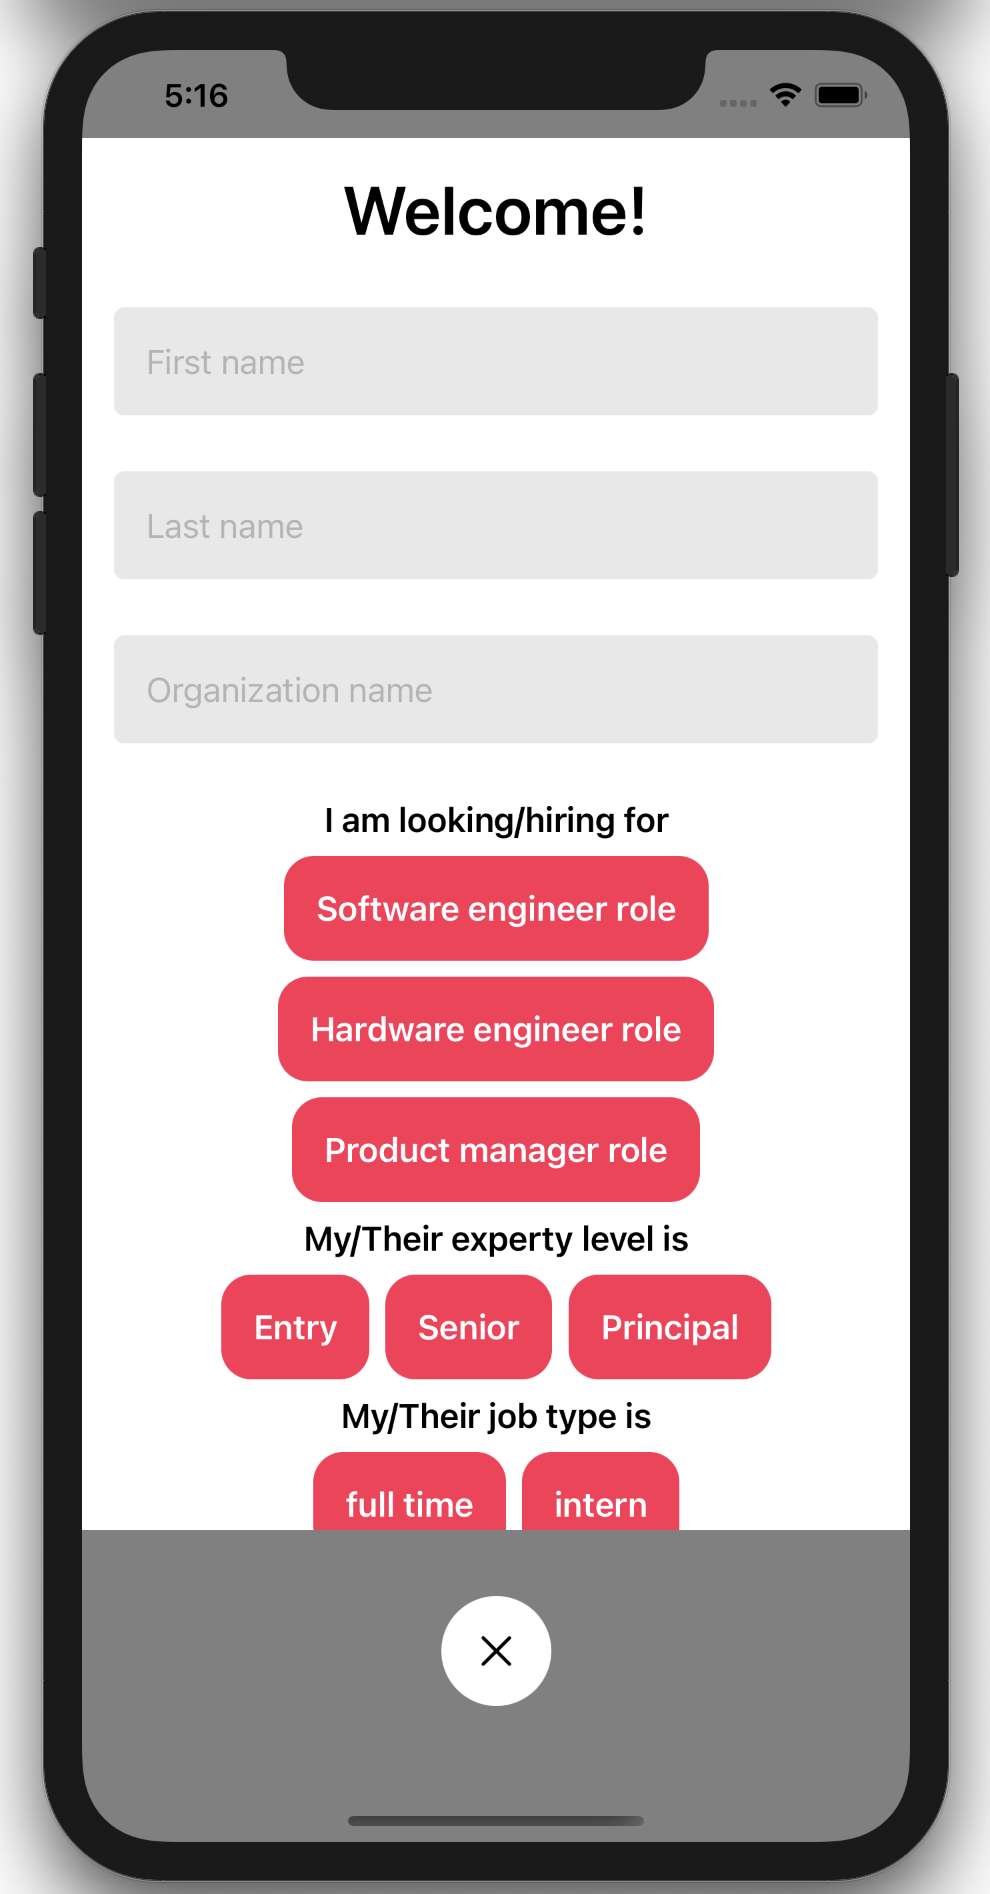 5:16
Welcome!
First name
Last name
Organization name
I am looking/hiring for
Software engineer role
Hardware engineer role
Product manager role
My/Their experty level is
Entry Senior Principal
My/Their job type is
full time intern